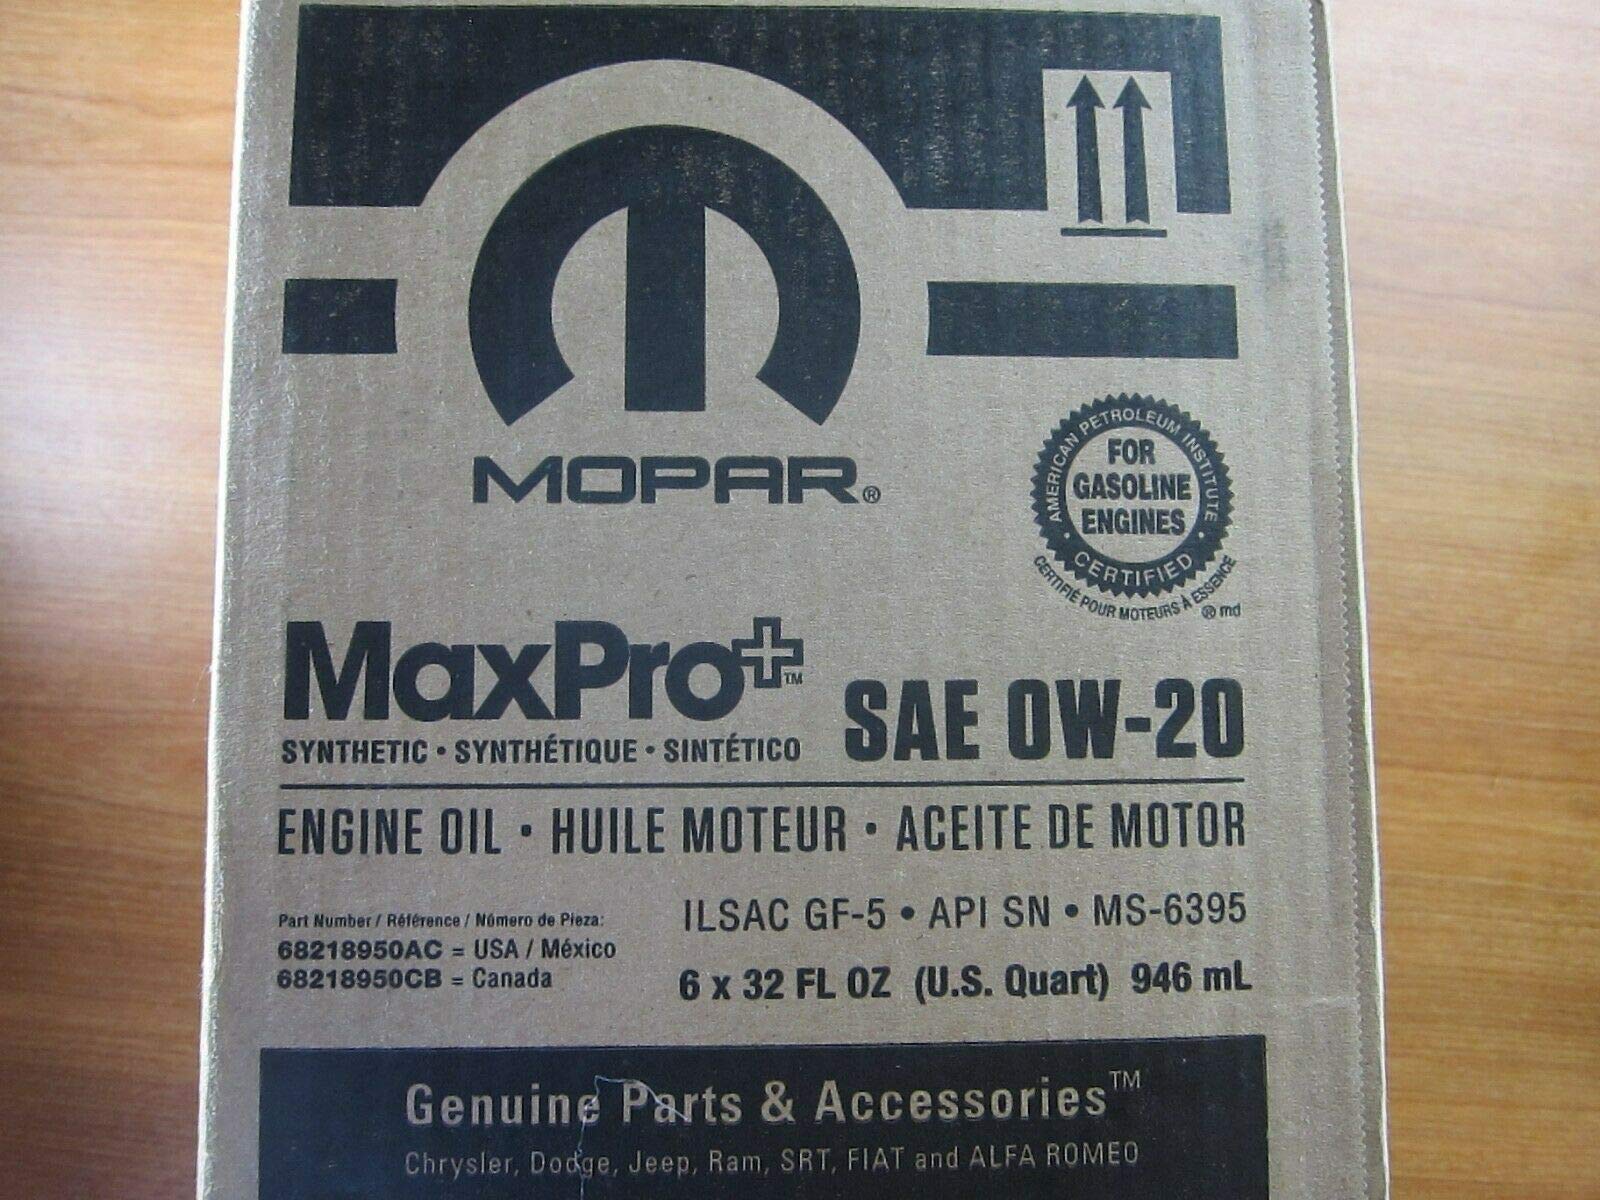 MOPAR®
AMERICAN PETROLEUM INSTITUTE
FOR
GASOLINE
ENGINES
• CERTIFIED •
CERTIFIÉ POUR MOTEURS À ESSENCE
® md
MaxPro+™
SYNTHETIC • SYNTHÉTIQUE • SINTÉTICO
SAE 0W-20
ENGINE OIL • HUILE MOTEUR • ACEITE DE MOTOR
Part Number / Référence / Número de Pieza:
68218950AC = USA / México
68218950CB = Canada
ILSAC GF-5 • API SN • MS-6395
6 x 32 FL OZ (U.S. Quart) 946 mL
Genuine Parts & Accessories™
Chrysler, Dodge, Jeep, Ram, SRT, FIAT and ALFA ROMEO